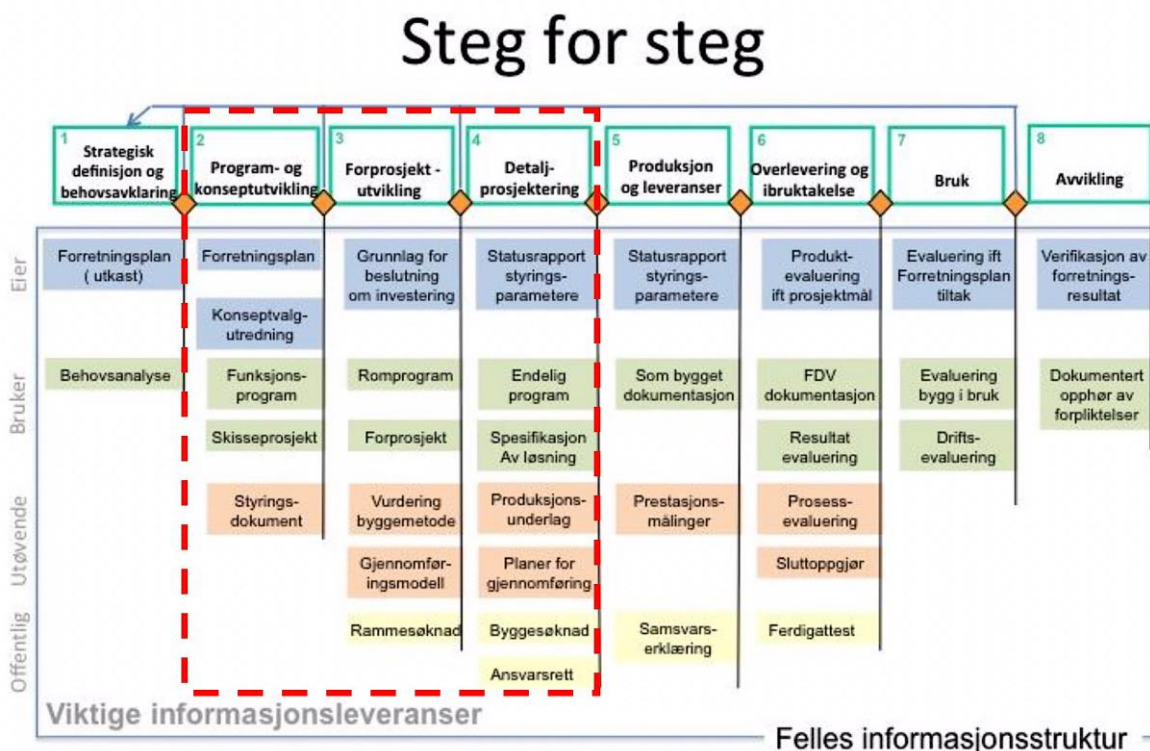 Steg for steg
1
Strategisk
definisjon og
behovsavklaring
2
Program- og
konseptutvikling
3
Forprosjekt -
utvikling
4
Detalj-
prosjektering
5
Produksjon
og leveranser
6
Overlevering og
ibruktakelse
7
Bruk
8
Avvikling
Eier
Forretningsplan
( utkast)
Forretningsplan
Konseptvalg-
utredning
Grunnlag for
beslutning
om investering
Statusrapport
styrings-
parametere
Statusrapport
styrings-
parametere
Produkt-
evaluering
ift prosjektmål
Evaluering ift
Forretningsplan
tiltak
Verifikasjon av
forretnings-
resultat
Bruker
Behovsanalyse
Funksjons-
program
Skisseprosjekt
Romprogram
Forprosjekt
Endelig
program
Spesifikasjon
Av løsning
Som bygget
dokumentasjon
FDV
dokumentasjon
Resultat
evaluering
Evaluering
bygg i bruk
Drifts-
evaluering
Dokumentert
opphør av
forpliktelser
Utøvende
Styrings-
dokument
Vurdering
byggemetode
Gjennomfør-
ingsmodell
Produksjons-
underlag
Planer for
gjennomføring
Prestasjons-
målinger
Prosess-
evaluering
Sluttoppgjør
Offentlig
Rammesøknad
Byggesøknad
Ansvarsrett
Samsvars-
erklæring
Ferdigattest
Viktige informasjonsleveranser
Felles informasjonsstruktur